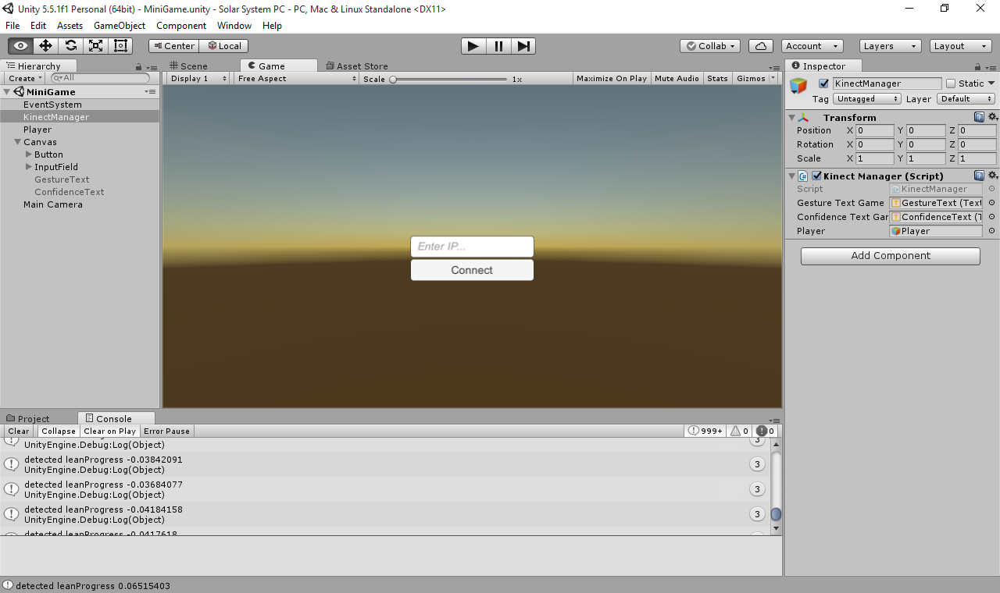 Unity 5.5.1f1 Personal (64bit) - MiniGame.unity - Solar System PC - PC, Mac & Linux Standalone <DX11>
File Edit Assets GameObject Component Window Help
Center Local Collab Account Layers Layout
Hierarchy
Create All
MiniGame
EventSystem
KinectManager
Player
Canvas
Button
InputField
GestureText
ConfidenceText
Main Camera
Scene Game Asset Store
Display 1 Free Aspect Scale 1x Maximize On Play Mute Audio Stats Gizmos
Enter IP...
Connect
Inspector
KinectManager Static
Tag Untagged Layer Default
Transform
Position X 0 Y 0 Z 0
Rotation X 0 Y 0 Z 0
Scale X 1 Y 1 Z 1
Kinect Manager (Script)
Script KinectManager
Gesture Text Game GestureText (Text
Confidence Text Gar ConfidenceText (T
Player Player
Add Component
Project Console
Clear Collapse Clear on Play Error Pause 999+ 0 0
UnityEngine.Debug:Log(Object) 3
detected leanProgress -0.03842091
UnityEngine.Debug:Log(Object) 3
detected leanProgress -0.03684077
UnityEngine.Debug:Log(Object) 3
detected leanProgress -0.04184158
UnityEngine.Debug:Log(Object) 3
detected leanProgress -0.0417618
detected leanProgress 0.06515403